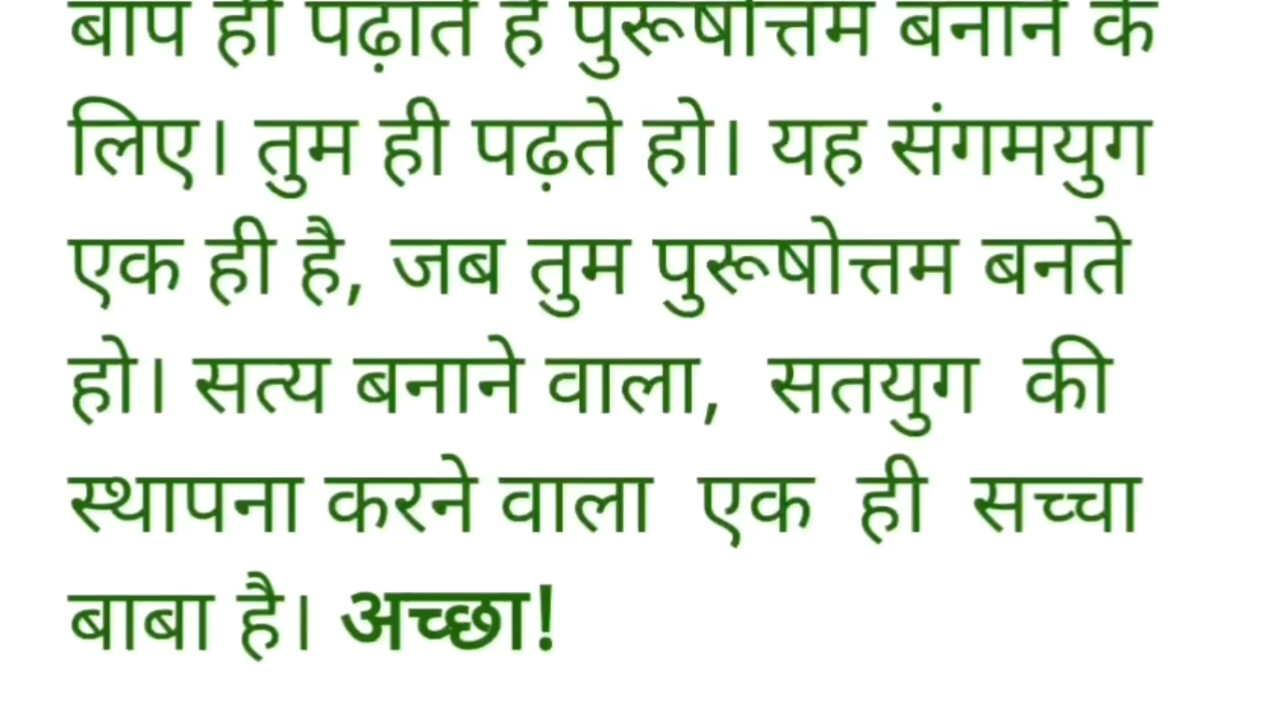 बाप ही पढ़ाते हैं पुरूषोत्तम बनाने के
लिए। तुम ही पढ़ते हो। यह संगमयुग
एक ही है, जब तुम पुरूषोत्तम बनते
हो। सत्य बनाने वाला, सतयुग की
स्थापना करने वाला एक ही सच्चा
बाबा है। अच्छा!